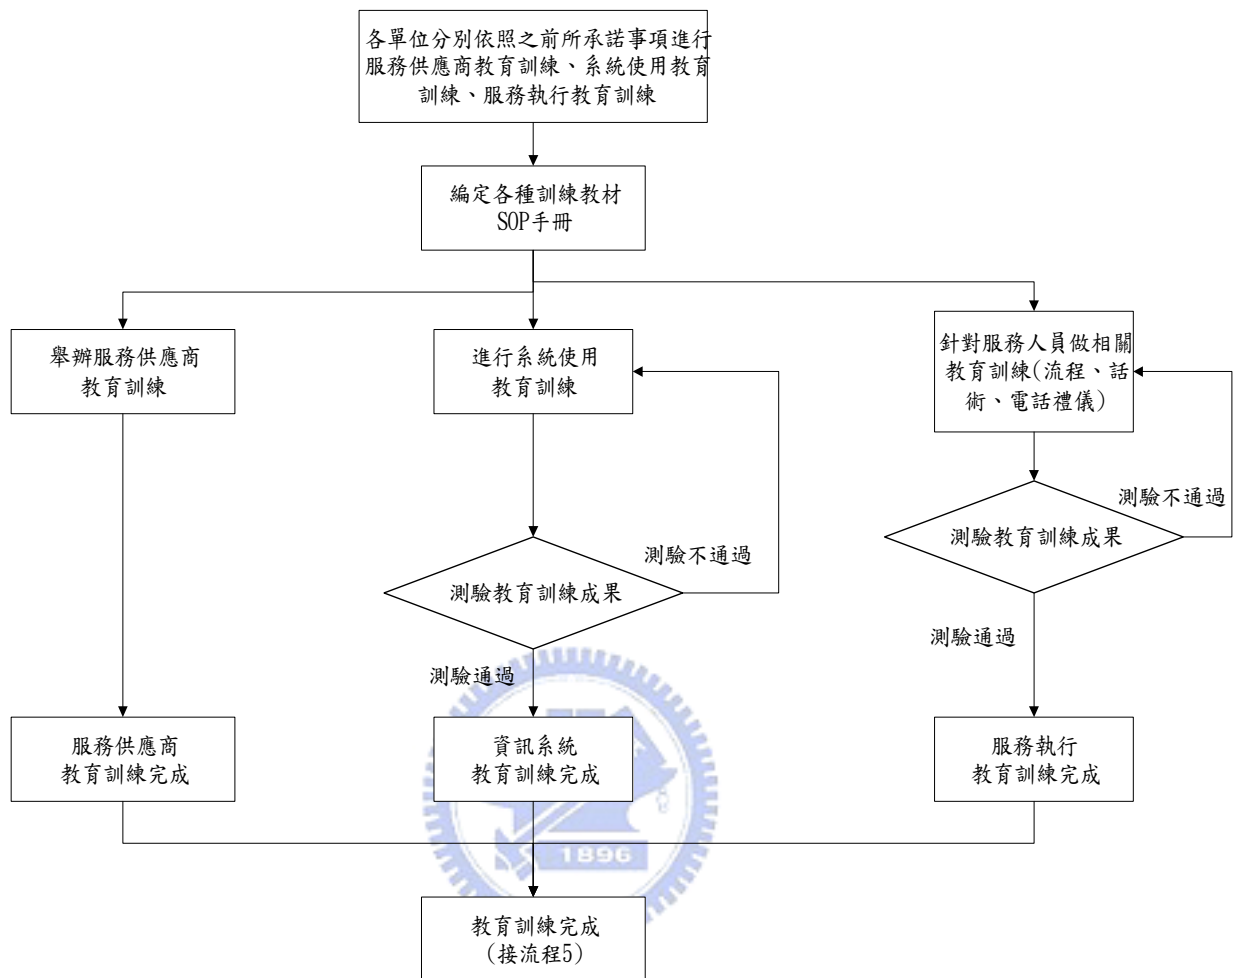 各單位分別依照之前所承諾事項進行
服務供應商教育訓練、系統使用教育
訓練、服務執行教育訓練
編定各種訓練教材
SOP手冊
舉辦服務供應商
教育訓練
進行系統使用
教育訓練
針對服務人員做相關
教育訓練(流程、話
術、電話禮儀)
測驗不通過
測驗教育訓練成果
測驗不通過
測驗教育訓練成果
測驗通過
測驗通過
服務供應商
教育訓練完成
資訊系統
教育訓練完成
服務執行
教育訓練完成
1896
教育訓練完成
(接流程5)